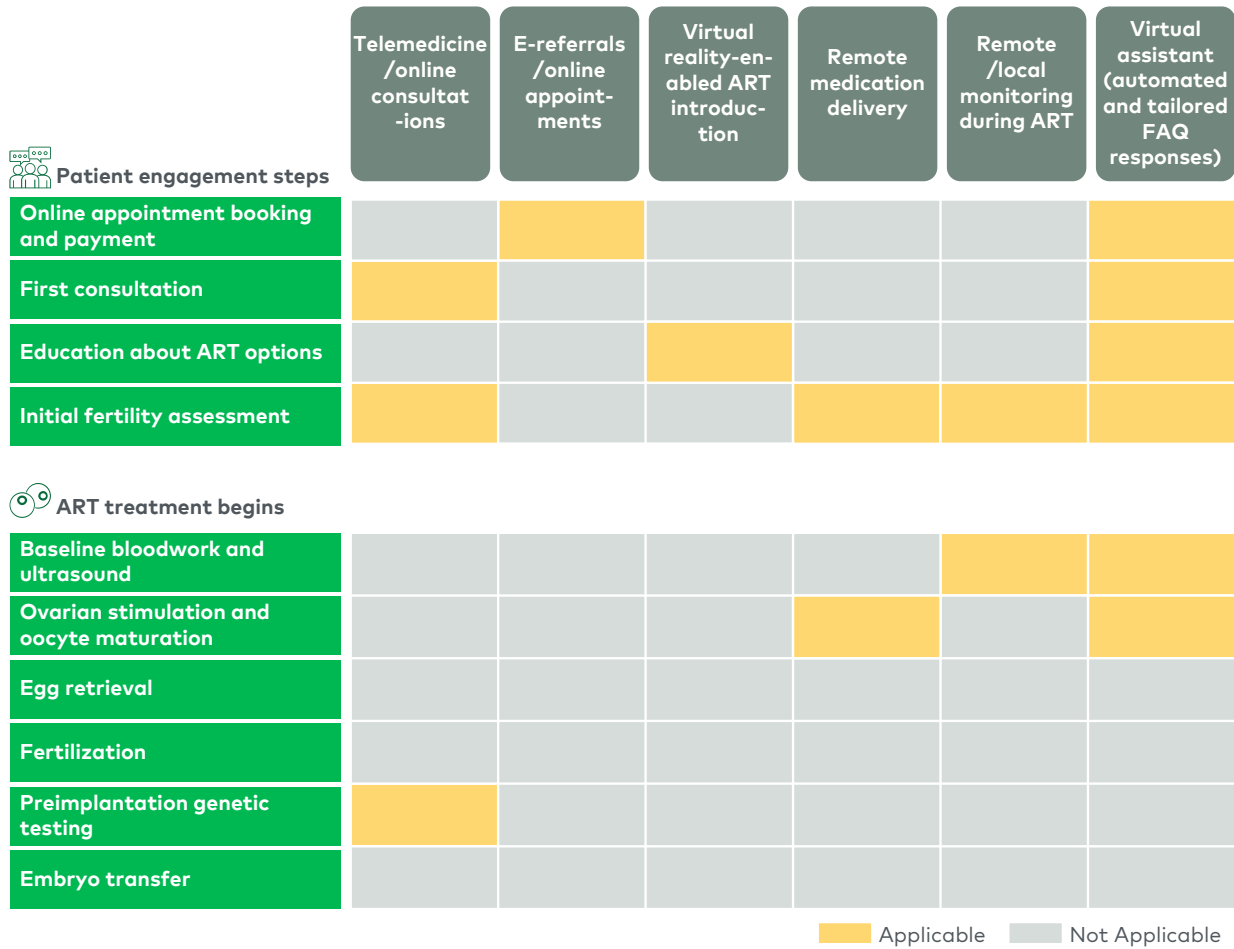 Telemedicine
/online
consultat
-ions
E-referrals
/online
appoint-
ments
Virtual
reality-en-
abled ART
introduc-
tion
Remote
medication
delivery
Remote
/local
monitoring
during ART
Virtual
assistant
(automated
and tailored
FAQ
responses)
Patient engagement steps
Online appointment booking
and payment
First consultation
Education about ART options
Initial fertility assessment
ART treatment begins
Baseline bloodwork and
ultrasound
Ovarian stimulation and
oocyte maturation
Egg retrieval
Fertilization
Preimplantation genetic
testing
Embryo transfer
Applicable
Not Applicable